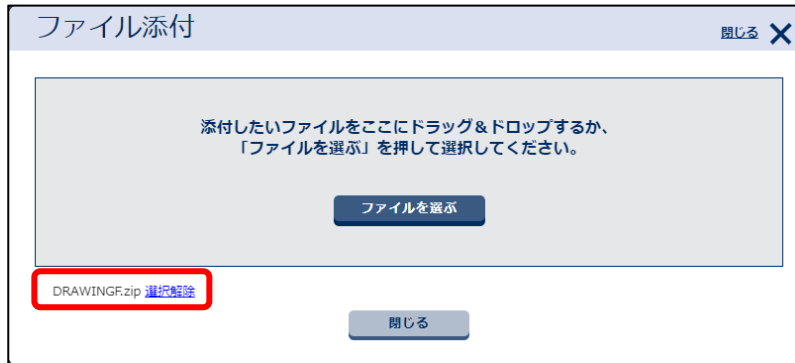 ファイル添付
閉じる
添付したいファイルをここにドラッグ&ドロップするか、
「ファイルを選ぶ」を押して選択してください。
ファイルを選ぶ
DRAWINGF.zip 選択解除
閉じる